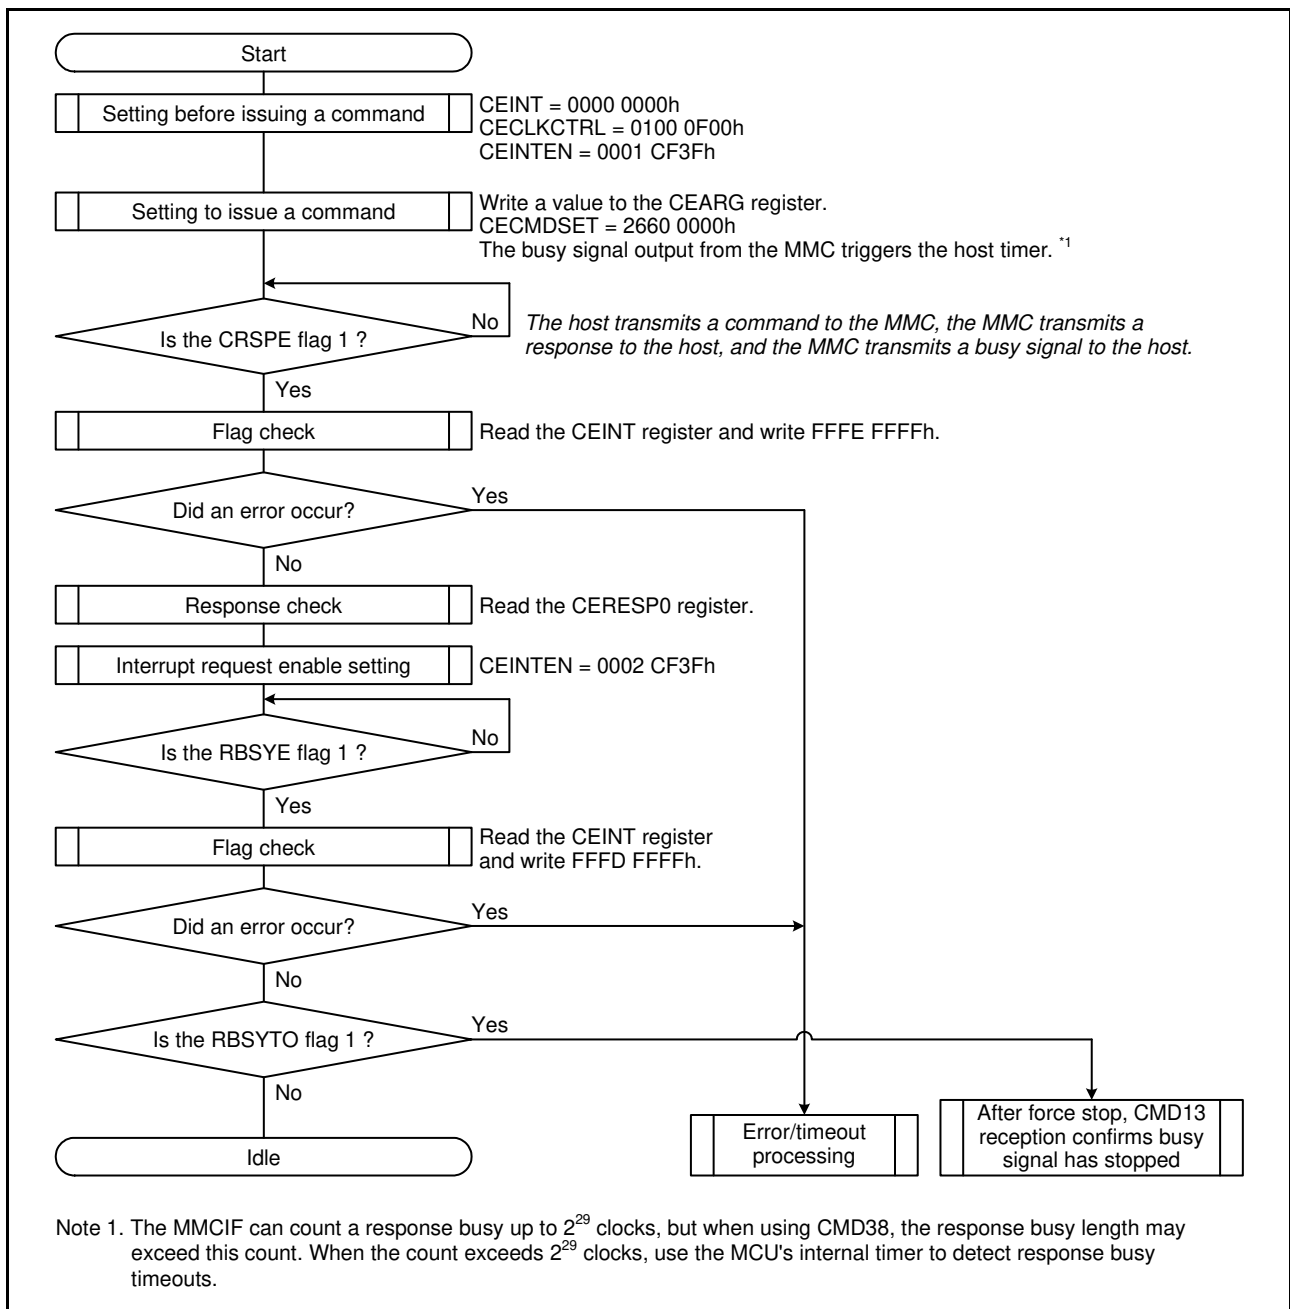 Start
Setting before issuing a command
CEINT = 0000 0000h
CECLKCTRL = 0100 0F00h
CEINTEN = 0001 CF3Fh
Setting to issue a command
Write a value to the CEARG register.
CECMDSET = 2660 0000h
The busy signal output from the MMC triggers the host timer. *1
Is the CRSPE flag 1 ?
No
The host transmits a command to the MMC, the MMC transmits a
response to the host, and the MMC transmits a busy signal to the host.
Yes
Flag check
Read the CEINT register and write FFFE FFFFh.
Did an error occur?
Yes
No
Response check
Read the CERESP0 register.
Interrupt request enable setting
CEINTEN = 0002 CF3Fh
Is the RBSYE flag 1 ?
No
Yes
Flag check
Read the CEINT register
and write FFFD FFFFh.
Did an error occur?
Yes
No
Is the RBSYTO flag 1 ?
Yes
No
Idle
Error/timeout
processing
After force stop, CMD13
reception confirms busy
signal has stopped
Note 1. The MMCIF can count a response busy up to 2^29 clocks, but when using CMD38, the response busy length may
exceed this count. When the count exceeds 2^29 clocks, use the MCU's internal timer to detect response busy
timeouts.